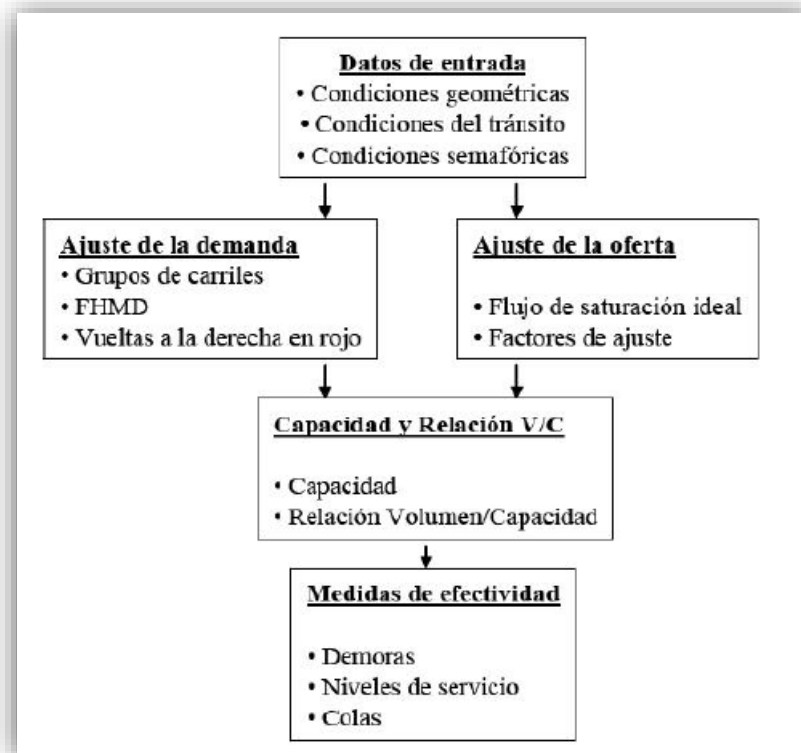 Datos de entrada
• Condiciones geométricas
• Condiciones del tránsito
• Condiciones semafóricas
Ajuste de la demanda
• Grupos de carriles
• FHMD
• Vueltas a la derecha en rojo
Ajuste de la oferta
• Flujo de saturación ideal
• Factores de ajuste
Capacidad y Relación V/C
• Capacidad
• Relación Volumen/Capacidad
Medidas de efectividad
• Demoras
• Niveles de servicio
• Colas